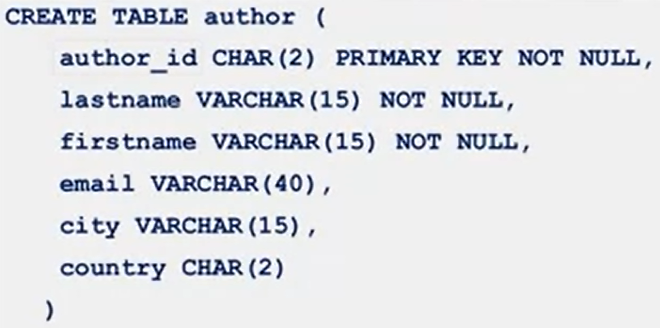 CREATE TABLE author (
author_id CHAR(2) PRIMARY KEY NOT NULL,
lastname VARCHAR(15) NOT NULL,
firstname VARCHAR(15) NOT NULL,
email VARCHAR(40),
city VARCHAR(15),
country CHAR(2)
)